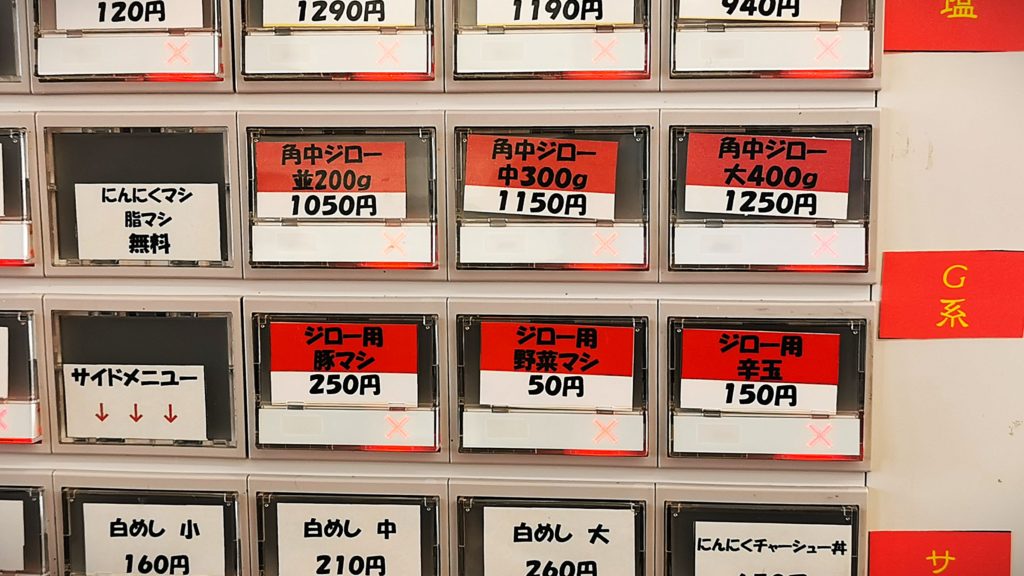 120円
1290円
1190円
940円
塩
にんにくマシ
脂マシ
無料
角中ジロー
並200g
1050円
角中ジロー
中300g
1150円
角中ジロー
大400g
1250円
G
系
サイドメニュー
↓ ↓ ↓
ジロー用
豚マシ
250円
ジロー用
野菜マシ
50円
ジロー用
辛玉
150円
白めし 小
160円
白めし 中
210円
白めし 大
260円
にんにくチャーシュー丼
サ